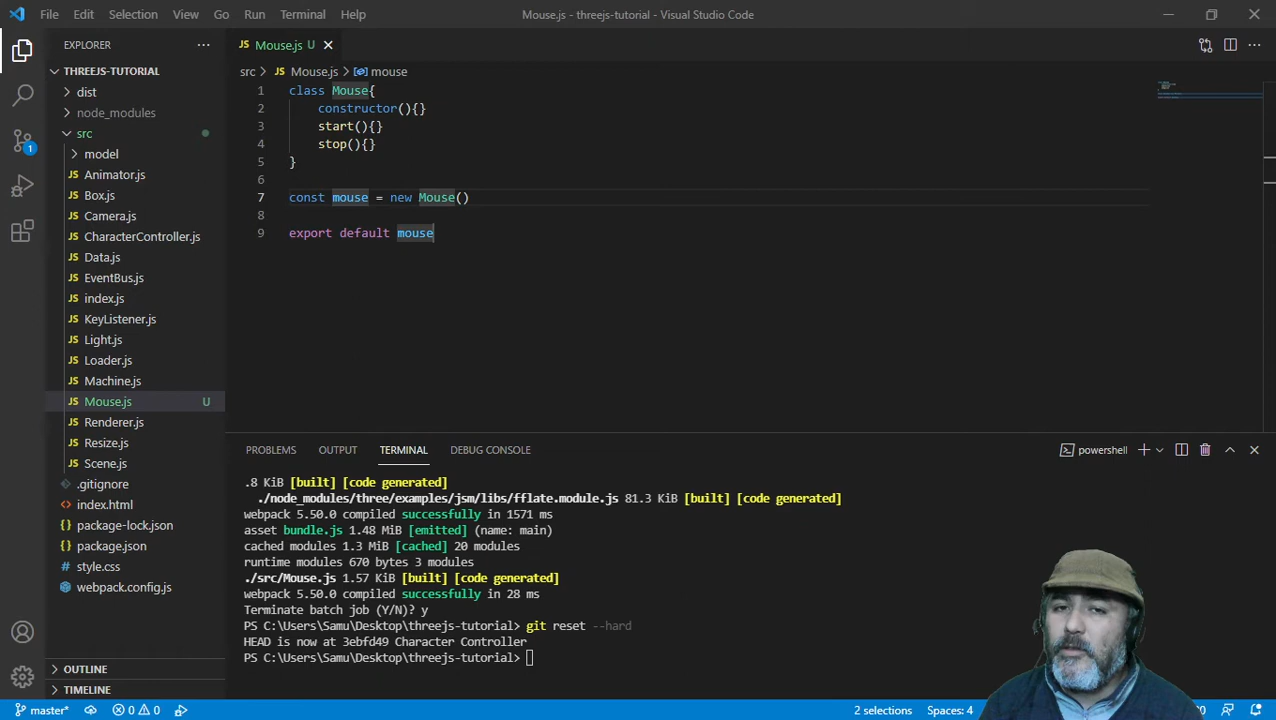 File Edit Selection View Go Run Terminal Help
Mouse.js - threejs-tutorial - Visual Studio Code
EXPLORER
THREEJS-TUTORIAL
dist
node_modules
src
model
JS Animator.js
JS Box.js
JS Camera.js
JS CharacterController.js
JS Data.js
JS EventBus.js
JS index.js
JS KeyListener.js
JS Light.js
JS Loader.js
JS Machine.js
JS Mouse.js U
JS Renderer.js
JS Resize.js
JS Scene.js
.gitignore
<> index.html
{} package-lock.json
{} package.json
# style.css
webpack.config.js
OUTLINE
TIMELINE
1
JS Mouse.js U
src > JS Mouse.js > mouse
1 class Mouse{
2 constructor(){}
3 start(){}
4 stop(){}
5 }
6
7 const mouse = new Mouse()
8
9 export default mouse
PROBLEMS OUTPUT TERMINAL DEBUG CONSOLE
powershell
.8 KiB [built] [code generated]
./node_modules/three/examples/jsm/libs/fflate.module.js 81.3 KiB [built] [code generated]
webpack 5.50.0 compiled successfully in 1571 ms
asset bundle.js 1.48 MiB [emitted] (name: main)
cached modules 1.3 MiB [cached] 20 modules
runtime modules 670 bytes 3 modules
./src/Mouse.js 1.57 KiB [built] [code generated]
webpack 5.50.0 compiled successfully in 28 ms
Terminate batch job (Y/N)? y
PS C:\Users\Samu\Desktop\threejs-tutorial> git reset --hard
HEAD is now at 3ebfd49 Character Controller
PS C:\Users\Samu\Desktop\threejs-tutorial>
master* 0 0 2 selections Spaces: 4